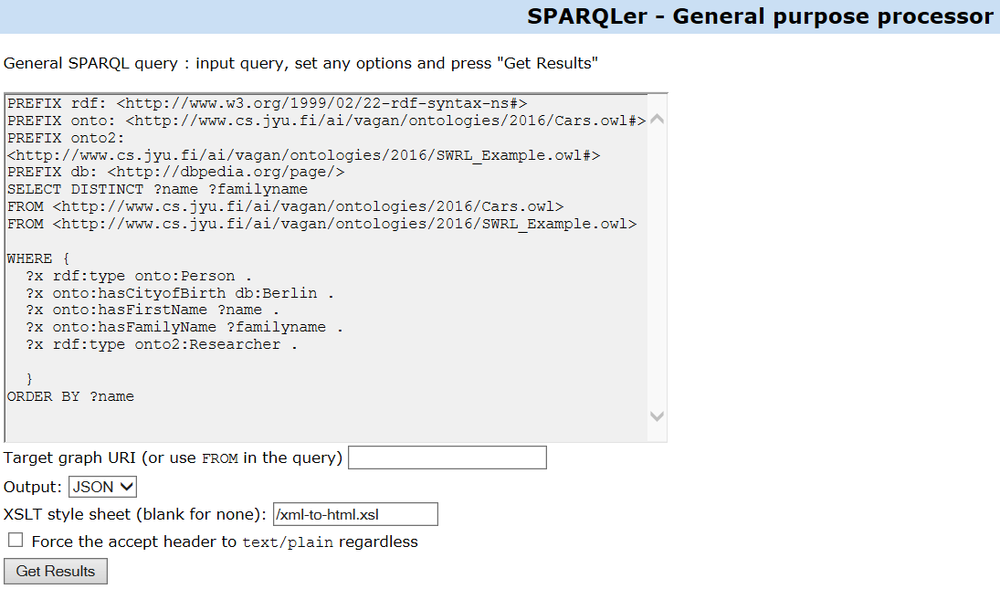 SPARQLer - General purpose processor
General SPARQL query : input query, set any options and press "Get Results"
PREFIX rdf: <http://www.w3.org/1999/02/22-rdf-syntax-ns#>
PREFIX onto: <http://www.cs.jyu.fi/ai/vagan/ontologies/2016/Cars.owl#>
PREFIX onto2:
<http://www.cs.jyu.fi/ai/vagan/ontologies/2016/SWRL_Example.owl#>
PREFIX db: <http://dbpedia.org/page/>
SELECT DISTINCT ?name ?familyname
FROM <http://www.cs.jyu.fi/ai/vagan/ontologies/2016/Cars.owl>
FROM <http://www.cs.jyu.fi/ai/vagan/ontologies/2016/SWRL_Example.owl>
WHERE {
?x rdf:type onto:Person .
?x onto:hasCityofBirth db:Berlin .
?x onto:hasFirstName ?name .
?x onto:hasFamilyName ?familyname .
?x rdf:type onto2:Researcher .
}
ORDER BY ?name
Target graph URI (or use FROM in the query)
Output: JSON
XSLT style sheet (blank for none): /xml-to-html.xsl
Force the accept header to text/plain regardless
Get Results